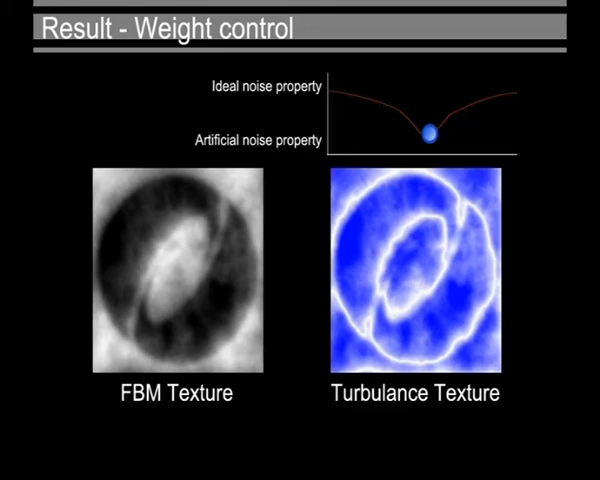 Result - Weight control
Ideal noise property
Artificial noise property
FBM Texture
Turbulance Texture